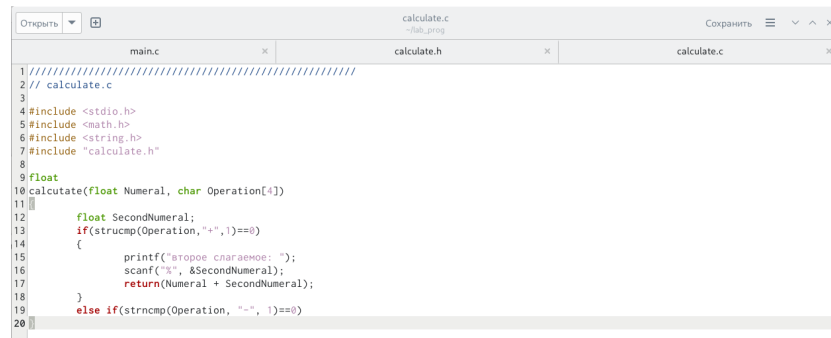 Открыть
calculate.c
~/lab_prog
Сохранить
main.c
calculate.h
calculate.c
1 ///////////////////////////////////////////////////////
2 // calculate.c
3
4 #include <stdio.h>
5 #include <math.h>
6 #include <string.h>
7 #include "calculate.h"
8
9 float
10 calcutate(float Numeral, char Operation[4])
11 {
12 float SecondNumeral;
13 if(strucmp(Operation,"+",1)==0)
14 {
15 printf("второе слагаемое: ");
16 scanf("%", &SecondNumeral);
17 return(Numeral + SecondNumeral);
18 }
19 else if(strncmp(Operation, "-", 1)==0)
20 }